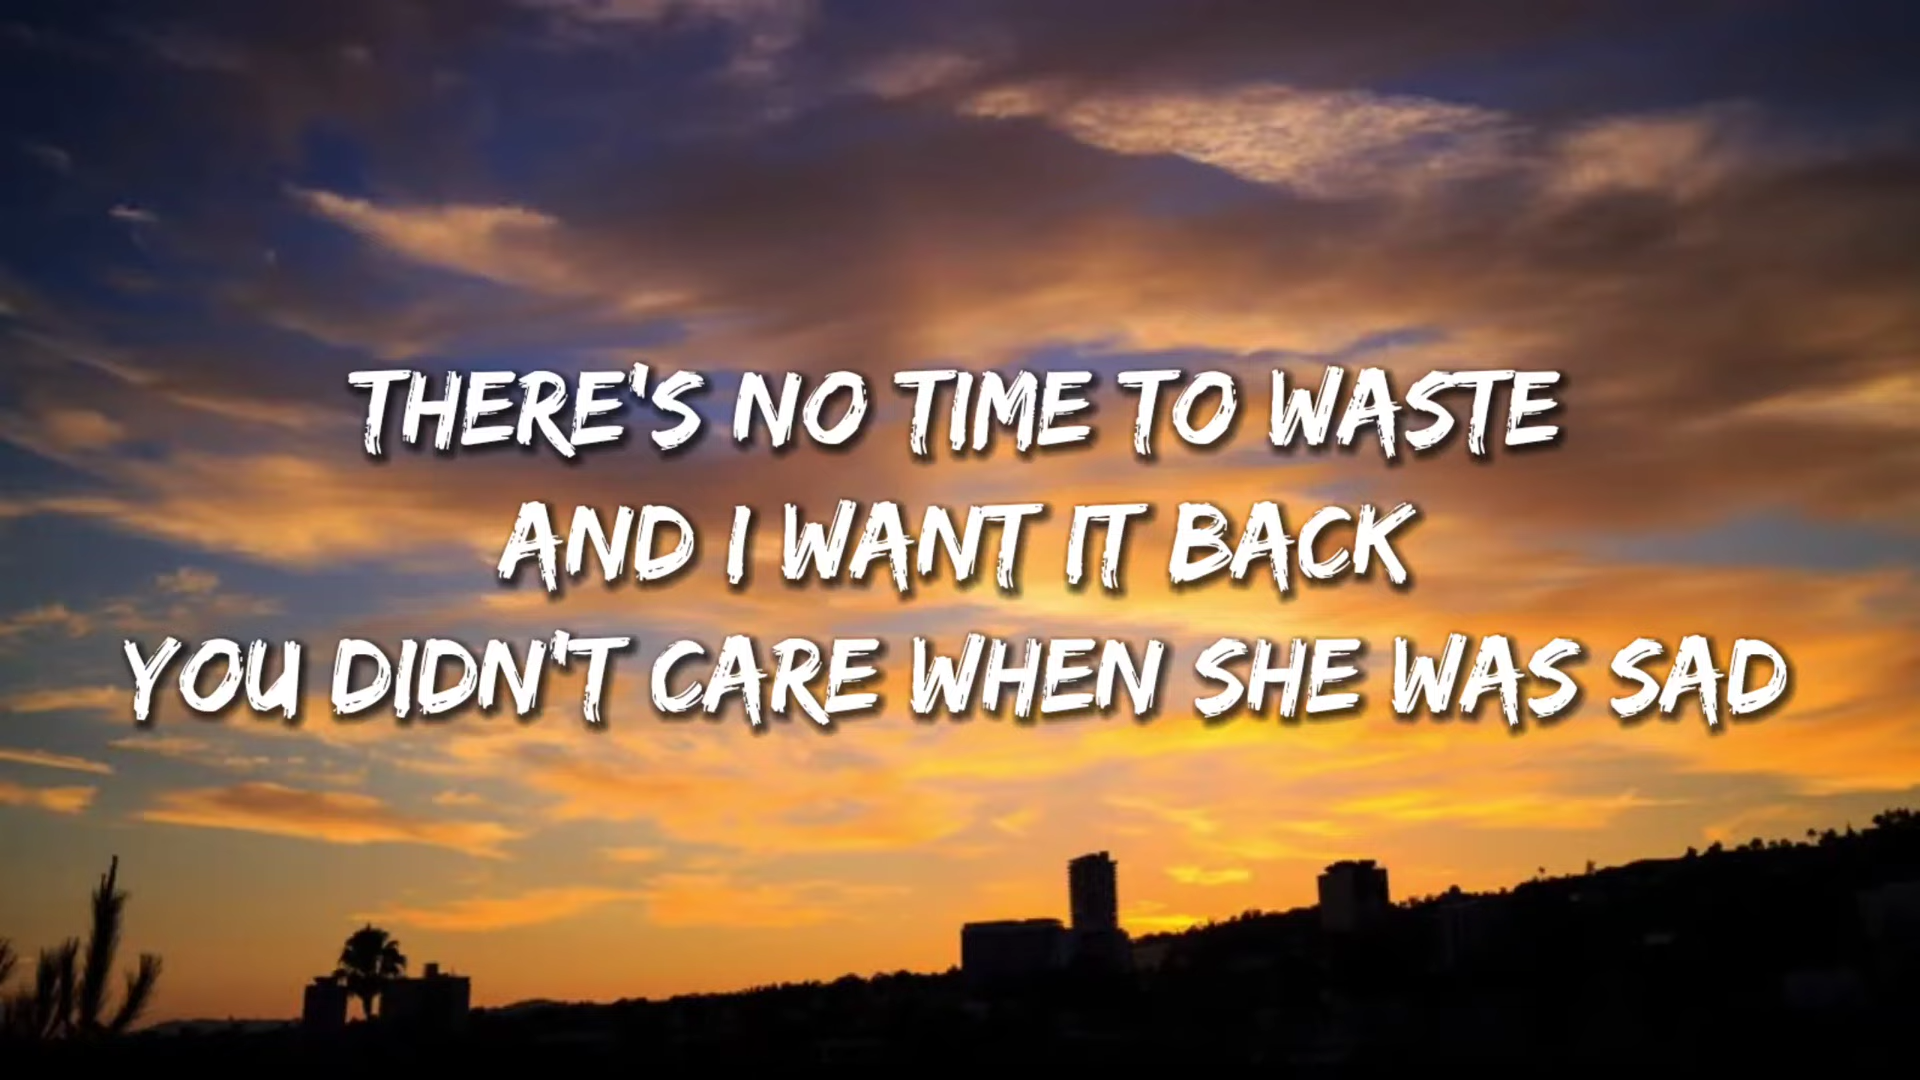 THERE'S NO TIME TO WASTE
AND I WANT IT BACK
YOU DIDN'T CARE WHEN SHE WAS SAD